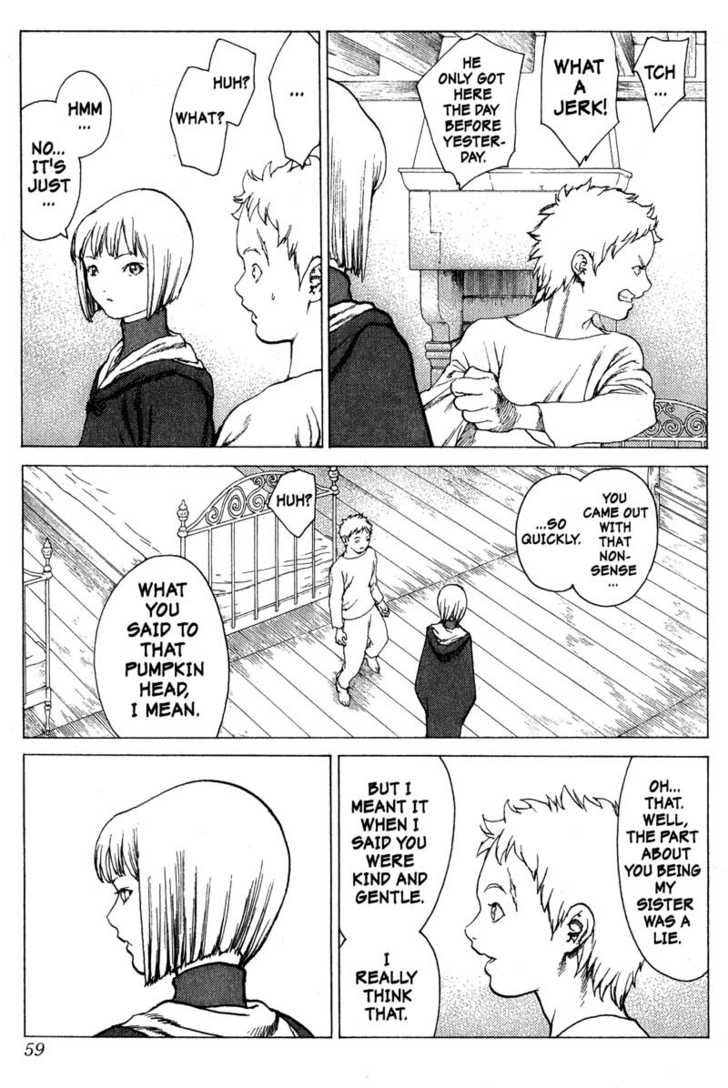 TCH
...
WHAT
A
JERK!
HE
ONLY GOT
HERE
THE DAY
BEFORE
YESTER-
DAY.
...
HUH?
WHAT?
HMM
...
NO...
IT'S
JUST
...
YOU
CAME OUT
WITH
THAT
NON-
SENSE
...
...SO
QUICKLY.
HUH?
WHAT
YOU
SAID TO
THAT
PUMPKIN
HEAD,
I MEAN.
OH...
THAT.
WELL,
THE PART
ABOUT
YOU BEING
MY
SISTER
WAS A
LIE.
BUT I
MEANT IT
WHEN I
SAID YOU
WERE
KIND AND
GENTLE.
I
REALLY
THINK
THAT.
59